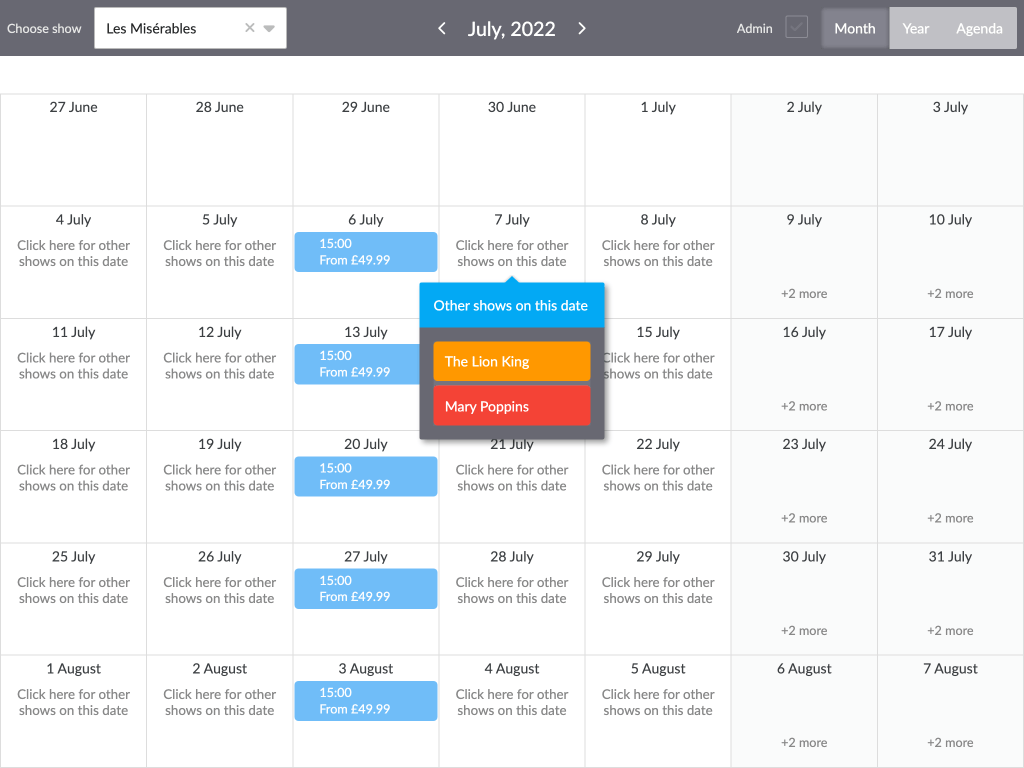 Choose show
Les Misérables
July, 2022
Admin
Month
Year
Agenda
27 June
28 June
29 June
30 June
1 July
2 July
3 July
4 July
Click here for other
shows on this date
5 July
Click here for other
shows on this date
6 July
15:00
From £49.99
7 July
Click here for other
shows on this date
8 July
Click here for other
shows on this date
9 July
+2 more
10 July
+2 more
Other shows on this date
The Lion King
Mary Poppins
11 July
Click here for other
shows on this date
12 July
Click here for other
shows on this date
13 July
15:00
From £49.99
15 July
Click here for other
shows on this date
16 July
+2 more
17 July
+2 more
18 July
Click here for other
shows on this date
19 July
Click here for other
shows on this date
20 July
15:00
From £49.99
21 July
Click here for other
shows on this date
22 July
Click here for other
shows on this date
23 July
+2 more
24 July
+2 more
25 July
Click here for other
shows on this date
26 July
Click here for other
shows on this date
27 July
15:00
From £49.99
28 July
Click here for other
shows on this date
29 July
Click here for other
shows on this date
30 July
+2 more
31 July
+2 more
1 August
Click here for other
shows on this date
2 August
Click here for other
shows on this date
3 August
15:00
From £49.99
4 August
Click here for other
shows on this date
5 August
Click here for other
shows on this date
6 August
+2 more
7 August
+2 more